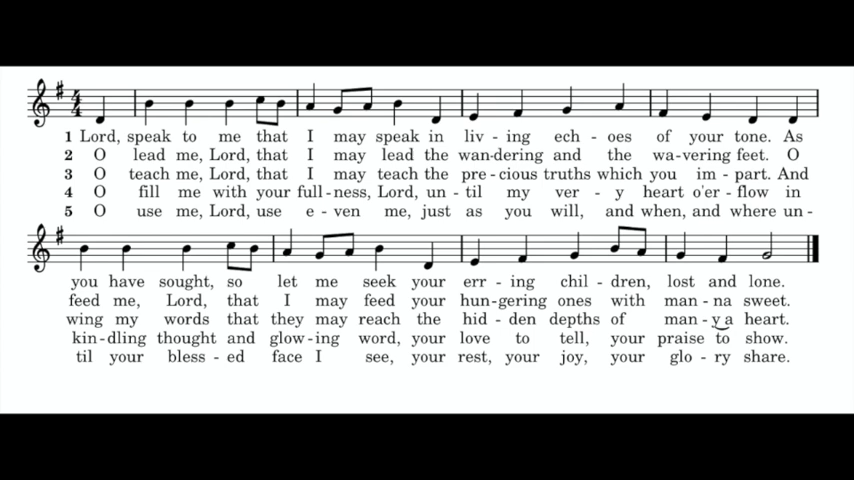 4 4
1 Lord, speak to me that I may speak in liv - ing ech - oes of your tone. As
2 O lead me, Lord, that I may lead the wan-dering and the wa-vering feet. O
3 O teach me, Lord, that I may teach the pre-cious truths which you im - part. And
4 O fill me with your full-ness, Lord, un - til my ver - y heart o'er-flow in
5 O use me, Lord, use e - ven me, just as you will, and when, and where un -
you have sought, so let me seek your err - ing chil - dren, lost and lone.
feed me, Lord, that I may feed your hun-gering ones with man - na sweet.
wing my words that they may reach the hid - den depths of man - y a heart.
kin-dling thought and glow-ing word, your love to tell, your praise to show.
til your bless - ed face I see, your rest, your joy, your glo - ry share.